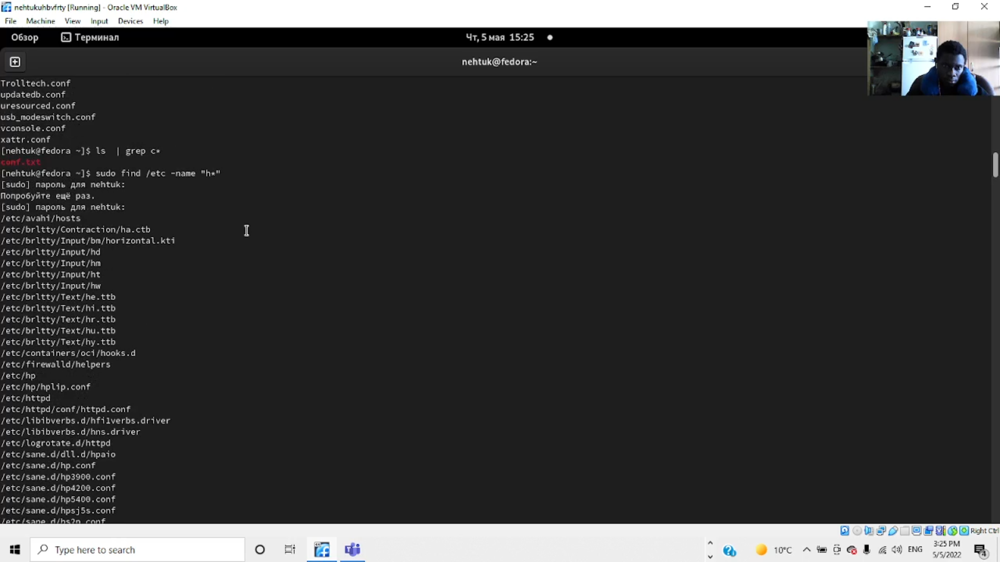 nehtukuhbvfrty [Running] - Oracle VM VirtualBox
File Machine View Input Devices Help
Обзор Терминал Чт, 5 мая 15:25
nehtuk@fedora:~
Trolltech.conf
updatedb.conf
uresourced.conf
usb_modeswitch.conf
vconsole.conf
xattr.conf
[nehtuk@fedora ~]$ ls  | grep c*
conf.txt
[nehtuk@fedora ~]$ sudo find /etc -name "h*"
[sudo] пароль для nehtuk:
Попробуйте ещё раз.
[sudo] пароль для nehtuk:
/etc/avahi/hosts
/etc/brltty/Contraction/ha.ctb
/etc/brltty/Input/bm/horizontal.kti
/etc/brltty/Input/hd
/etc/brltty/Input/hm
/etc/brltty/Input/ht
/etc/brltty/Input/hw
/etc/brltty/Text/he.ttb
/etc/brltty/Text/hi.ttb
/etc/brltty/Text/hr.ttb
/etc/brltty/Text/hu.ttb
/etc/brltty/Text/hy.ttb
/etc/containers/oci/hooks.d
/etc/firewalld/helpers
/etc/hp
/etc/hp/hplip.conf
/etc/httpd
/etc/httpd/conf/httpd.conf
/etc/libibverbs.d/hfi1verbs.driver
/etc/libibverbs.d/hns.driver
/etc/logrotate.d/httpd
/etc/sane.d/dll.d/hpaio
/etc/sane.d/hp.conf
/etc/sane.d/hp3900.conf
/etc/sane.d/hp4200.conf
/etc/sane.d/hp5400.conf
/etc/sane.d/hpsj5s.conf
/etc/sane.d/hs2p.conf
Right Ctrl
Type here to search 10°C ENG 3:25 PM
5/5/2022 4